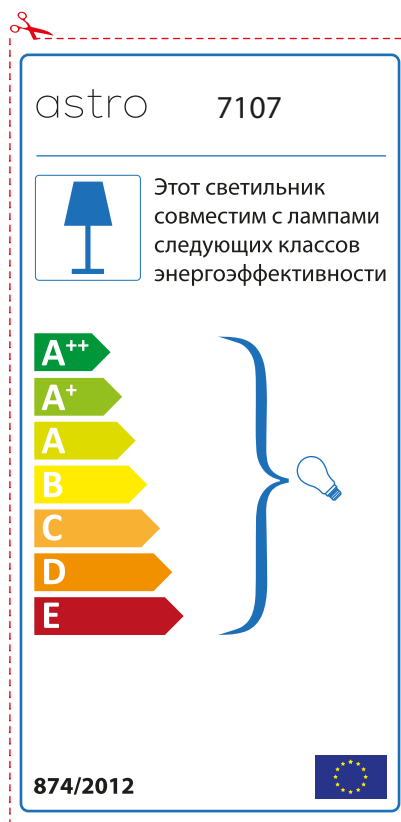 astro 7107
Этот светильник
совместим с лампами
следующих классов
энергоэффективности
A++
A+
A
B
C
D
E
874/2012